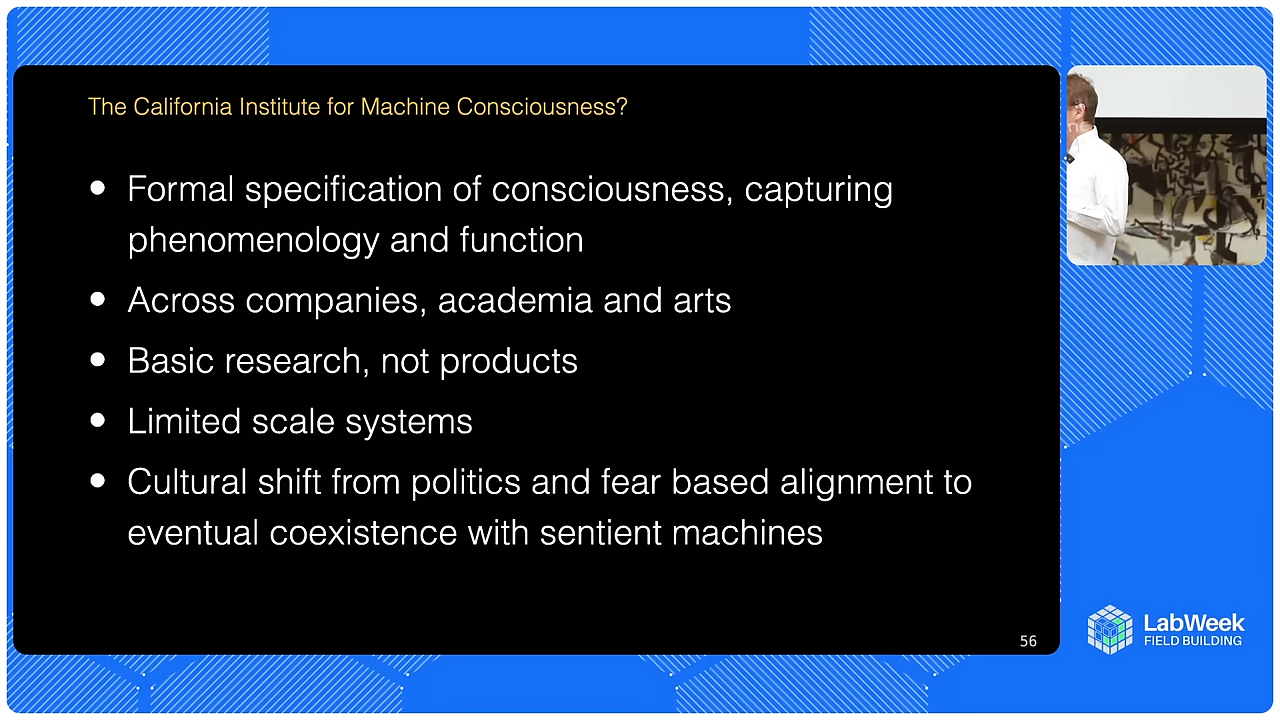 The California Institute for Machine Consciousness?
• Formal specification of consciousness, capturing
phenomenology and function
• Across companies, academia and arts
• Basic research, not products
• Limited scale systems
• Cultural shift from politics and fear based alignment to
eventual coexistence with sentient machines
56
LabWeek
FIELD BUILDING